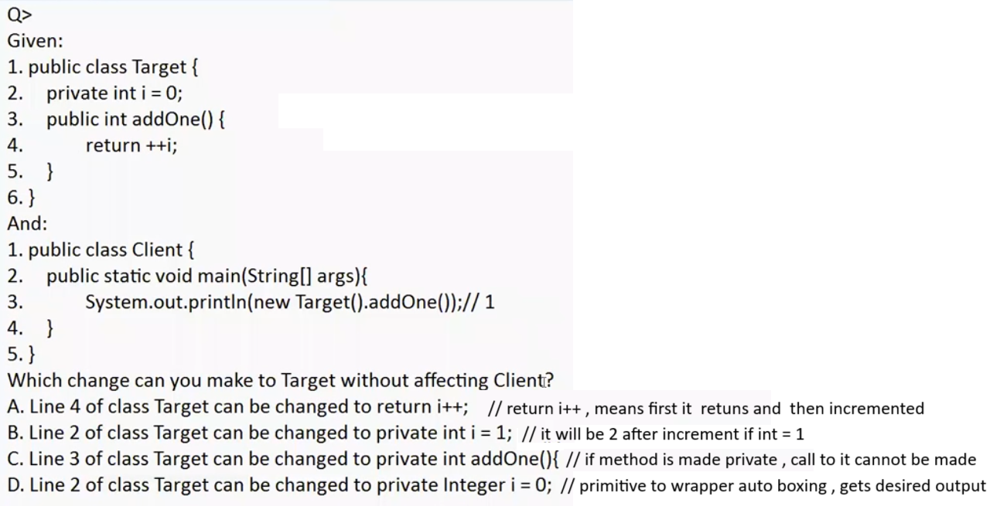 Q>
Given:
1. public class Target {
2. private int i = 0;
3. public int addOne() {
4. return ++i;
5. }
6. }
And:
1. public class Client {
2. public static void main(String[] args){
3. System.out.println(new Target().addOne());// 1
4. }
5. }
Which change can you make to Target without affecting Client?
A. Line 4 of class Target can be changed to return i++; // return i++ , means first it retuns and then incremented
B. Line 2 of class Target can be changed to private int i = 1; // it will be 2 after increment if int = 1
C. Line 3 of class Target can be changed to private int addOne(){ // if method is made private , call to it cannot be made
D. Line 2 of class Target can be changed to private Integer i = 0; // primitive to wrapper auto boxing , gets desired output